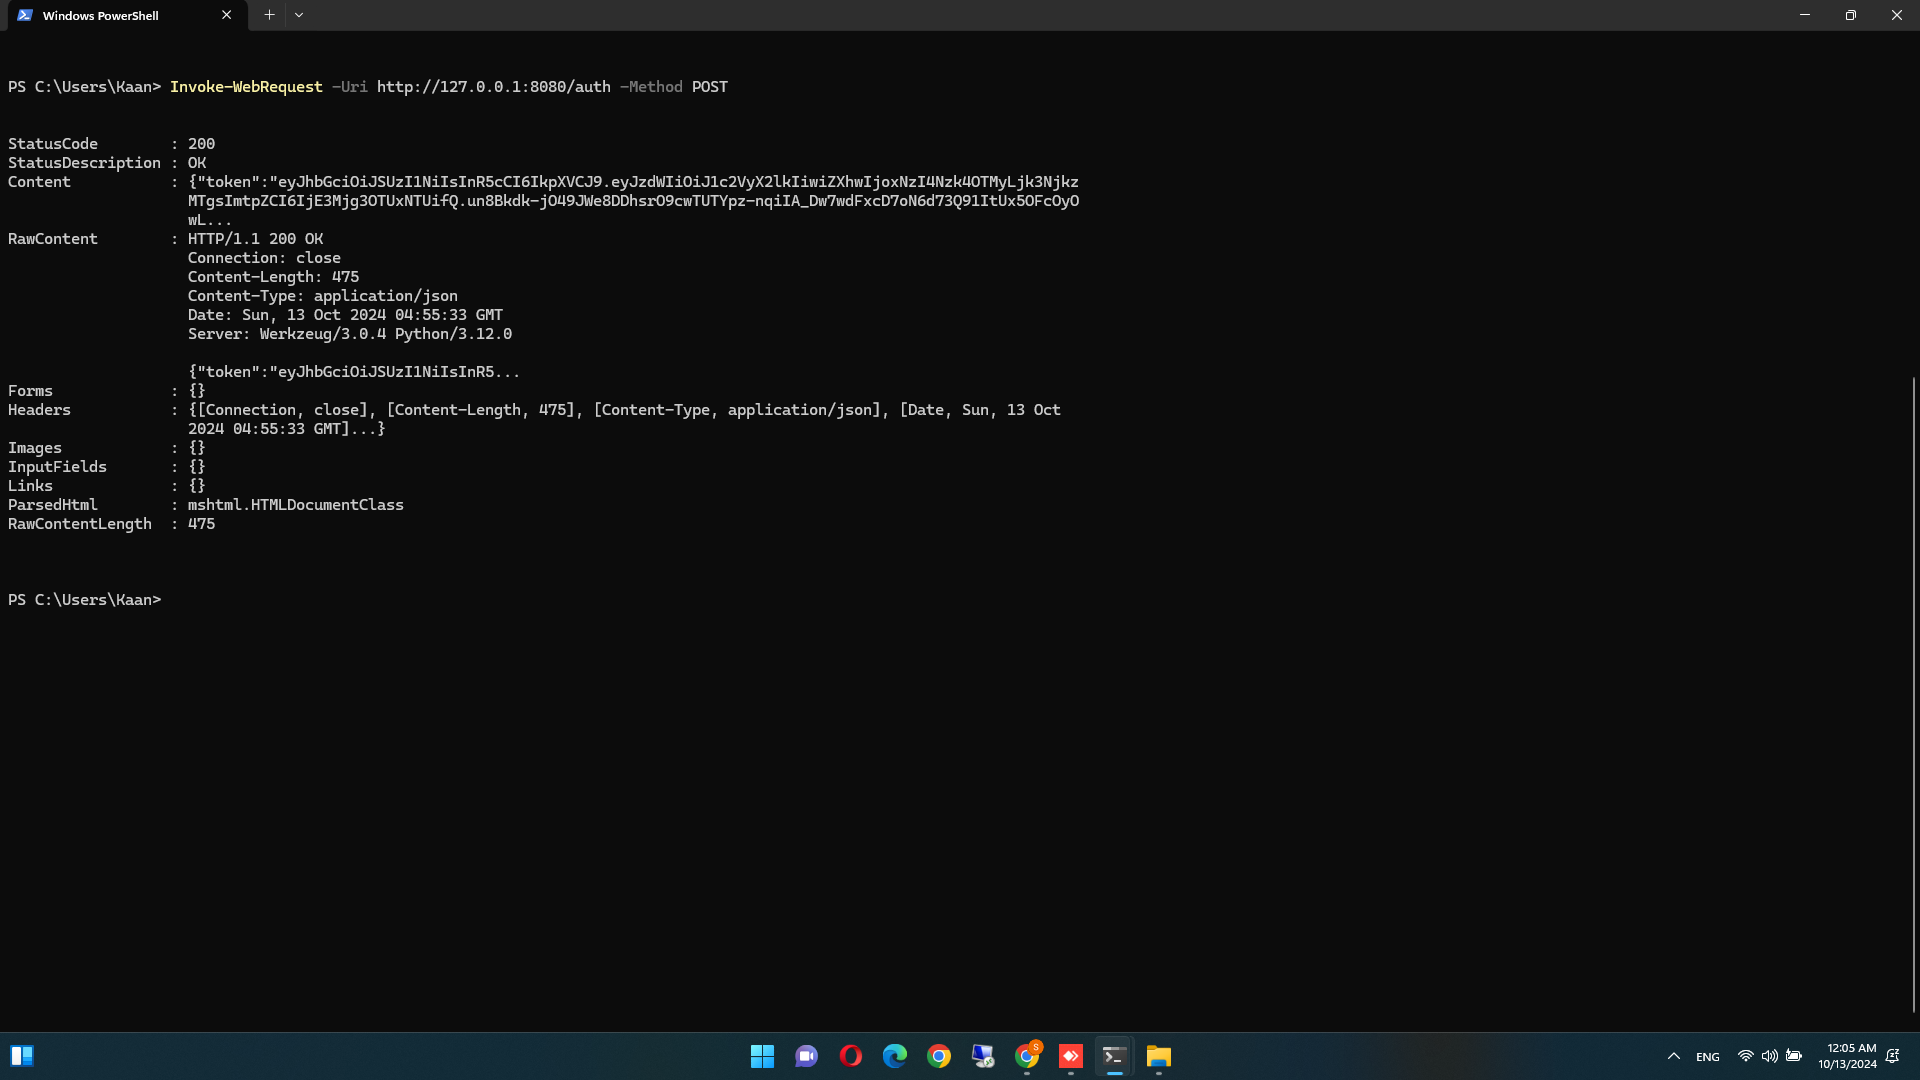 Windows PowerShell
PS C:\Users\Kaan> Invoke-WebRequest -Uri http://127.0.0.1:8080/auth -Method POST
StatusCode        : 200
StatusDescription : OK
Content           : {"token":"eyJhbGciOiJSUzI1NiIsInR5cCI6IkpXVCJ9.eyJzdWIiOiJ1c2VyX2lkIiwiZXhwIjoxNzI4Nzk4OTMyLjk3Njkz
                    MTgsImtpZCI6IjE3Mjg3OTUxNTUifQ.un8Bkdk-jO49JWe8DDhsrO9cwTUTYpz-nqiIA_Dw7wdFxcD7oN6d73Q91ItUx5OFcOyO
                    wL...
RawContent        : HTTP/1.1 200 OK
                    Connection: close
                    Content-Length: 475
                    Content-Type: application/json
                    Date: Sun, 13 Oct 2024 04:55:33 GMT
                    Server: Werkzeug/3.0.4 Python/3.12.0
                    {"token":"eyJhbGciOiJSUzI1NiIsInR5...
Forms             : {}
Headers           : {[Connection, close], [Content-Length, 475], [Content-Type, application/json], [Date, Sun, 13 Oct
                    2024 04:55:33 GMT]...}
Images            : {}
InputFields       : {}
Links             : {}
ParsedHtml        : mshtml.HTMLDocumentClass
RawContentLength  : 475
PS C:\Users\Kaan>
S
ENG
12:05 AM
10/13/2024